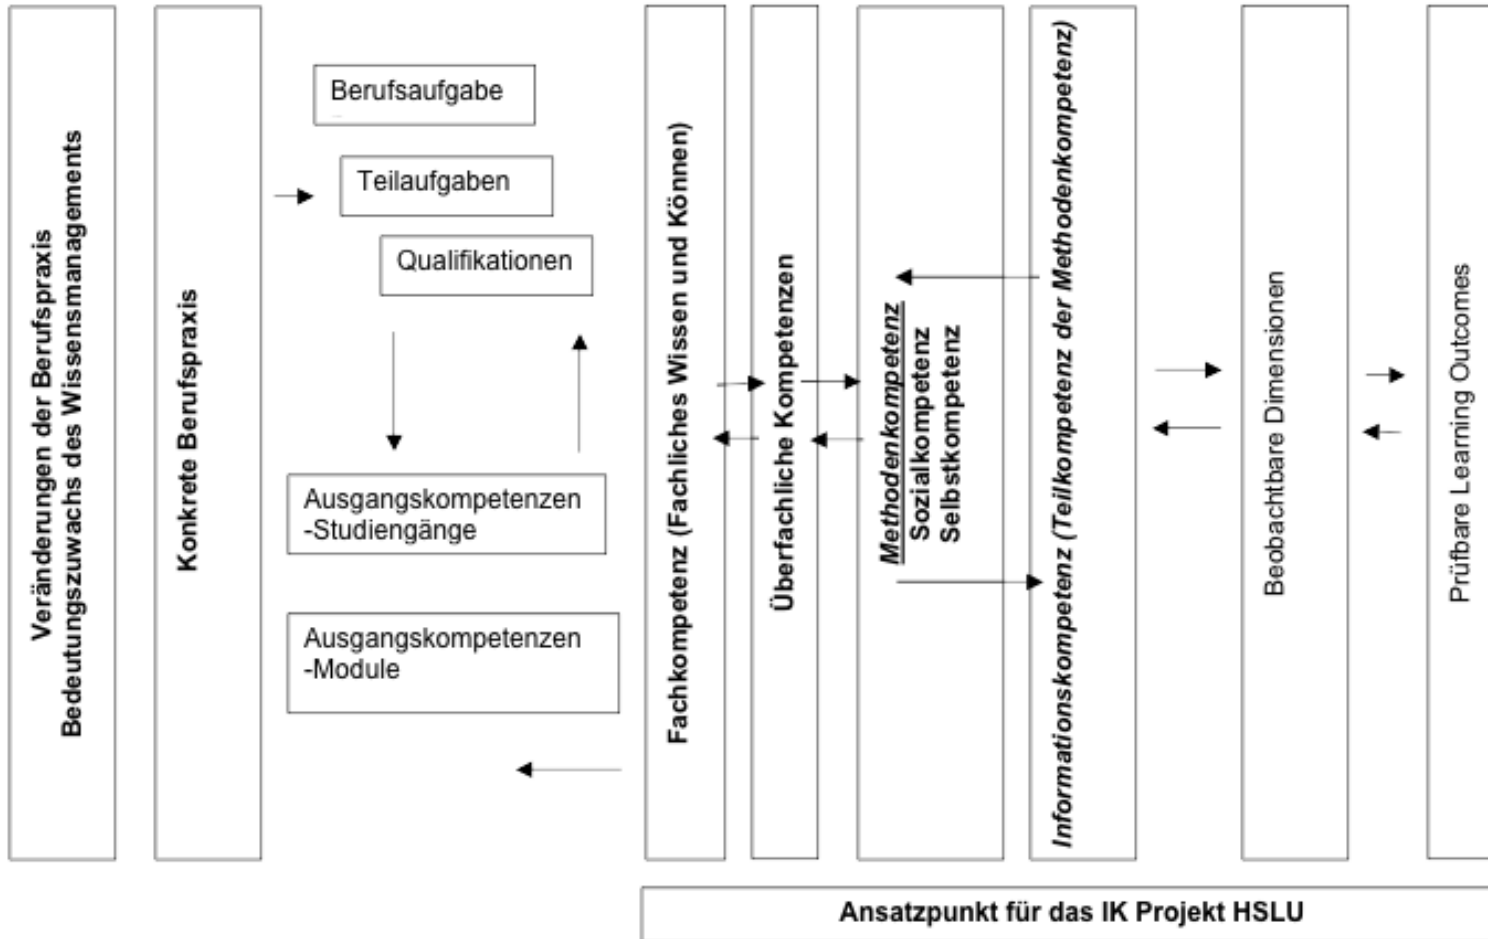 Veränderungen der Berufspraxis
Bedeutungszuwachs des Wissensmanagements
Konkrete Berufspraxis
Berufsaufgabe
Teilaufgaben
Qualifikationen
Ausgangskompetenzen
-Studiengänge
Ausgangskompetenzen
-Module
Fachkompetenz (Fachliches Wissen und Können)
Überfachliche Kompetenzen
Methodenkompetenz
Sozialkompetenz
Selbstkompetenz
Informationskompetenz (Teilkompetenz der Methodenkompetenz)
Beobachtbare Dimensionen
Prüfbare Learning Outcomes
Ansatzpunkt für das IK Projekt HSLU